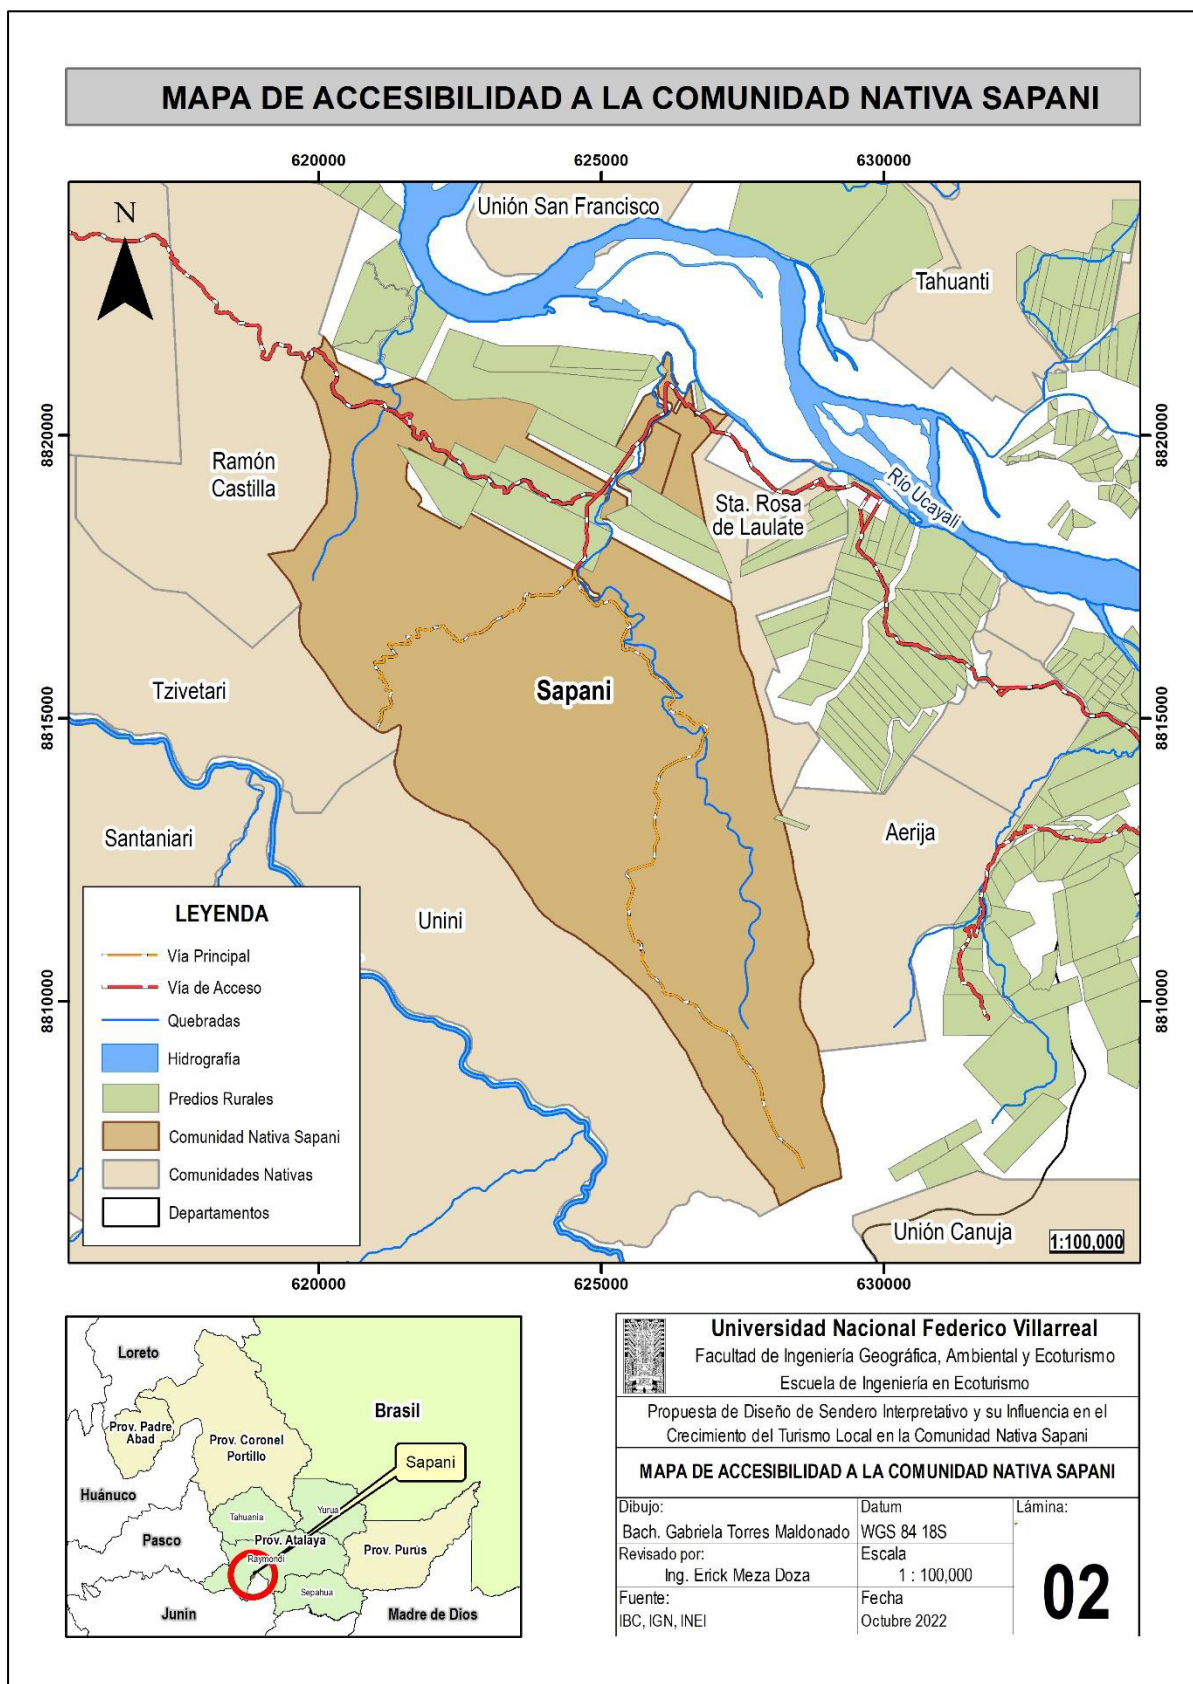 MAPA DE ACCESIBILIDAD A LA COMUNIDAD NATIVA SAPANI
620000
625000
630000
N
Unión San Francisco
Tahuanti
8820000
8820000
Ramón
Castilla
Río Ucayali
Sta. Rosa
de Laulate
Tzivetari
Sapani
8815000
8815000
Santaniari
Aerija
Unini
LEYENDA
Vía Principal
Vía de Acceso
Quebradas
Hidrografía
Predios Rurales
Comunidad Nativa Sapani
Comunidades Nativas
Departamentos
8810000
8810000
Unión Canuja
1:100,000
620000
625000
630000
Loreto
Brasil
Prov. Padre
Abad
Prov. Coronel
Portillo
Sapani
Huánuco
Tahuania
Yurua
Pasco
Prov. Atalaya
Raymondi
Prov. Purús
Sepahua
Junín
Madre de Dios
Universidad Nacional Federico Villarreal
Facultad de Ingeniería Geográfica, Ambiental y Ecoturismo
Escuela de Ingeniería en Ecoturismo
Propuesta de Diseño de Sendero Interpretativo y su Influencia en el
Crecimiento del Turismo Local en la Comunidad Nativa Sapani
MAPA DE ACCESIBILIDAD A LA COMUNIDAD NATIVA SAPANI
Dibujo:
Bach. Gabriela Torres Maldonado
Datum
WGS 84 18S
Lámina:
Revisado por:
Ing. Erick Meza Doza
Escala
1 : 100,000
02
Fuente:
IBC, IGN, INEI
Fecha
Octubre 2022